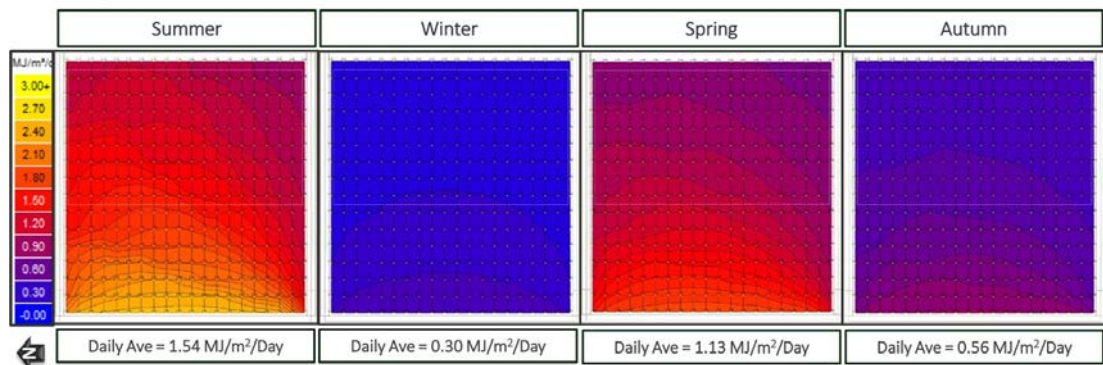 Summer
Winter
Spring
Autumn
MJ/m²/d
3.00+
2.70
2.40
2.10
1.80
1.50
1.20
0.90
0.60
0.30
-0.00
N
Daily Ave = 1.54 MJ/m²/Day
Daily Ave = 0.30 MJ/m²/Day
Daily Ave = 1.13 MJ/m²/Day
Daily Ave = 0.56 MJ/m²/Day